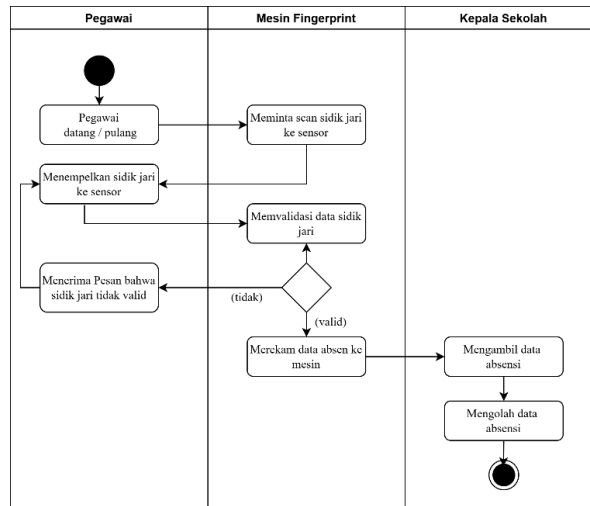 Pegawai
Mesin Fingerprint
Kepala Sekolah
Pegawai
datang / pulang
Meminta scan sidik jari
ke sensor
Menempelkan sidik jari
ke sensor
Memvalidasi data sidik
jari
Menerima Pesan bahwa
sidik jari tidak valid
(tidak)
(valid)
Merekam data absen ke
mesin
Mengambil data
absensi
Mengolah data
absensi